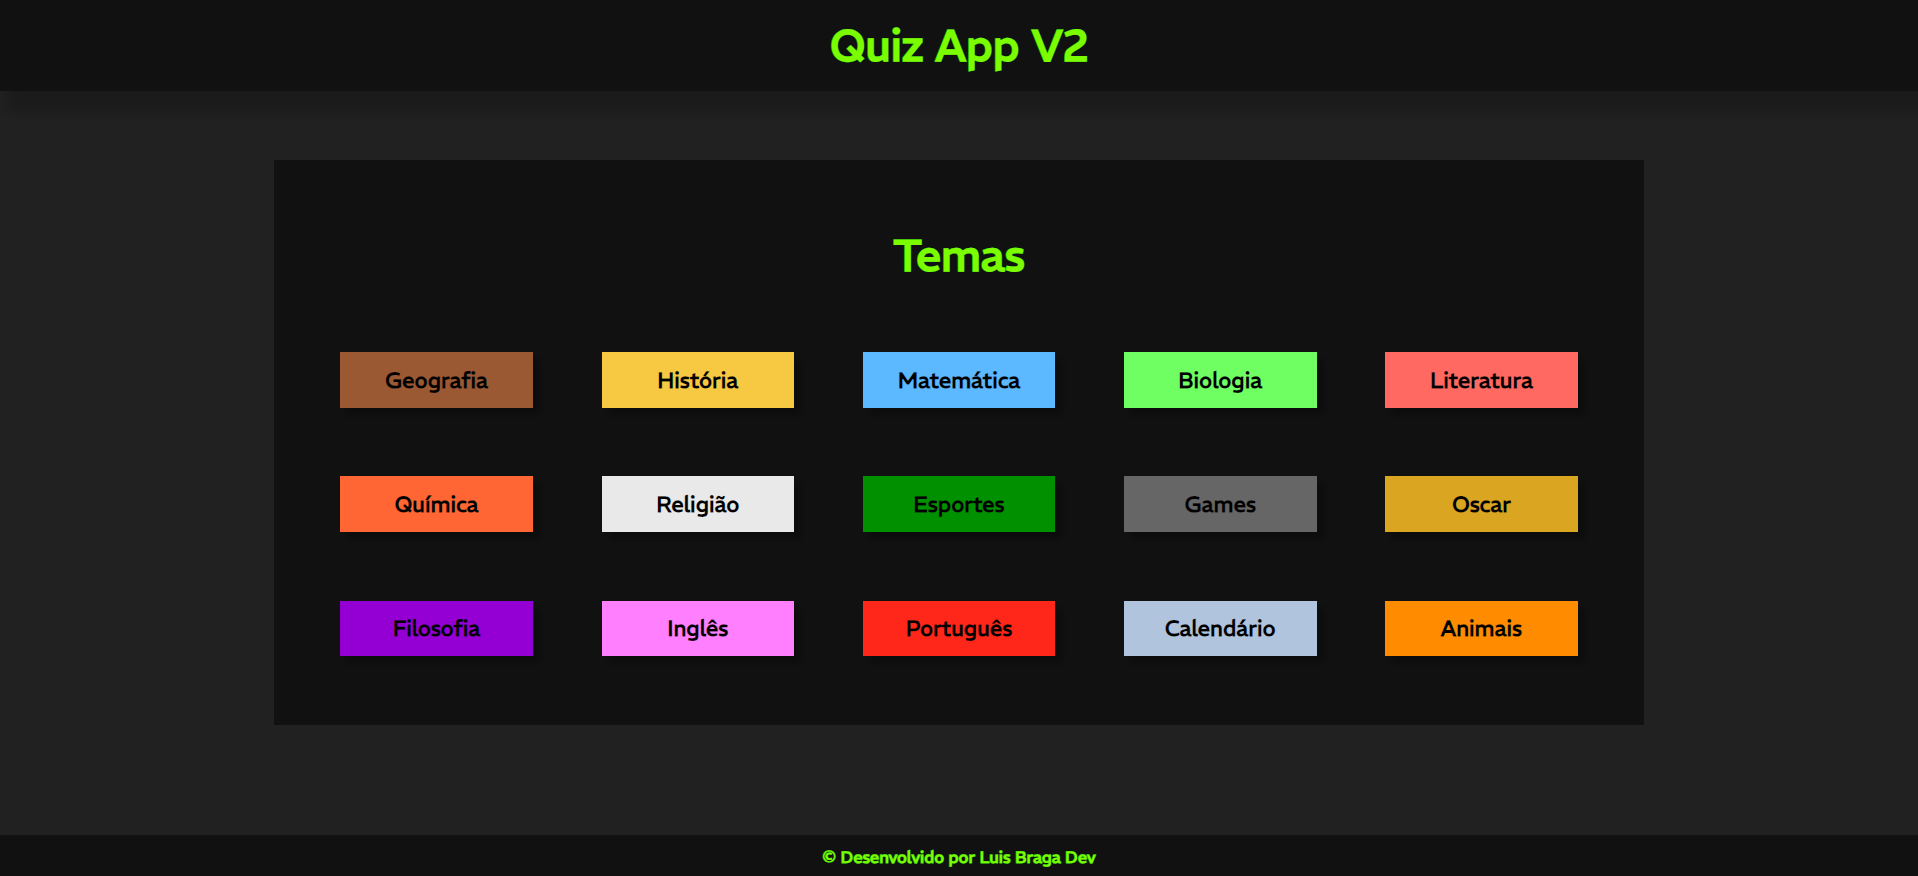 Quiz App V2
Temas
Geografia História Matemática Biologia Literatura
Química Religião Esportes Games Oscar
Filosofia Inglês Português Calendário Animais
© Desenvolvido por Luis Braga Dev